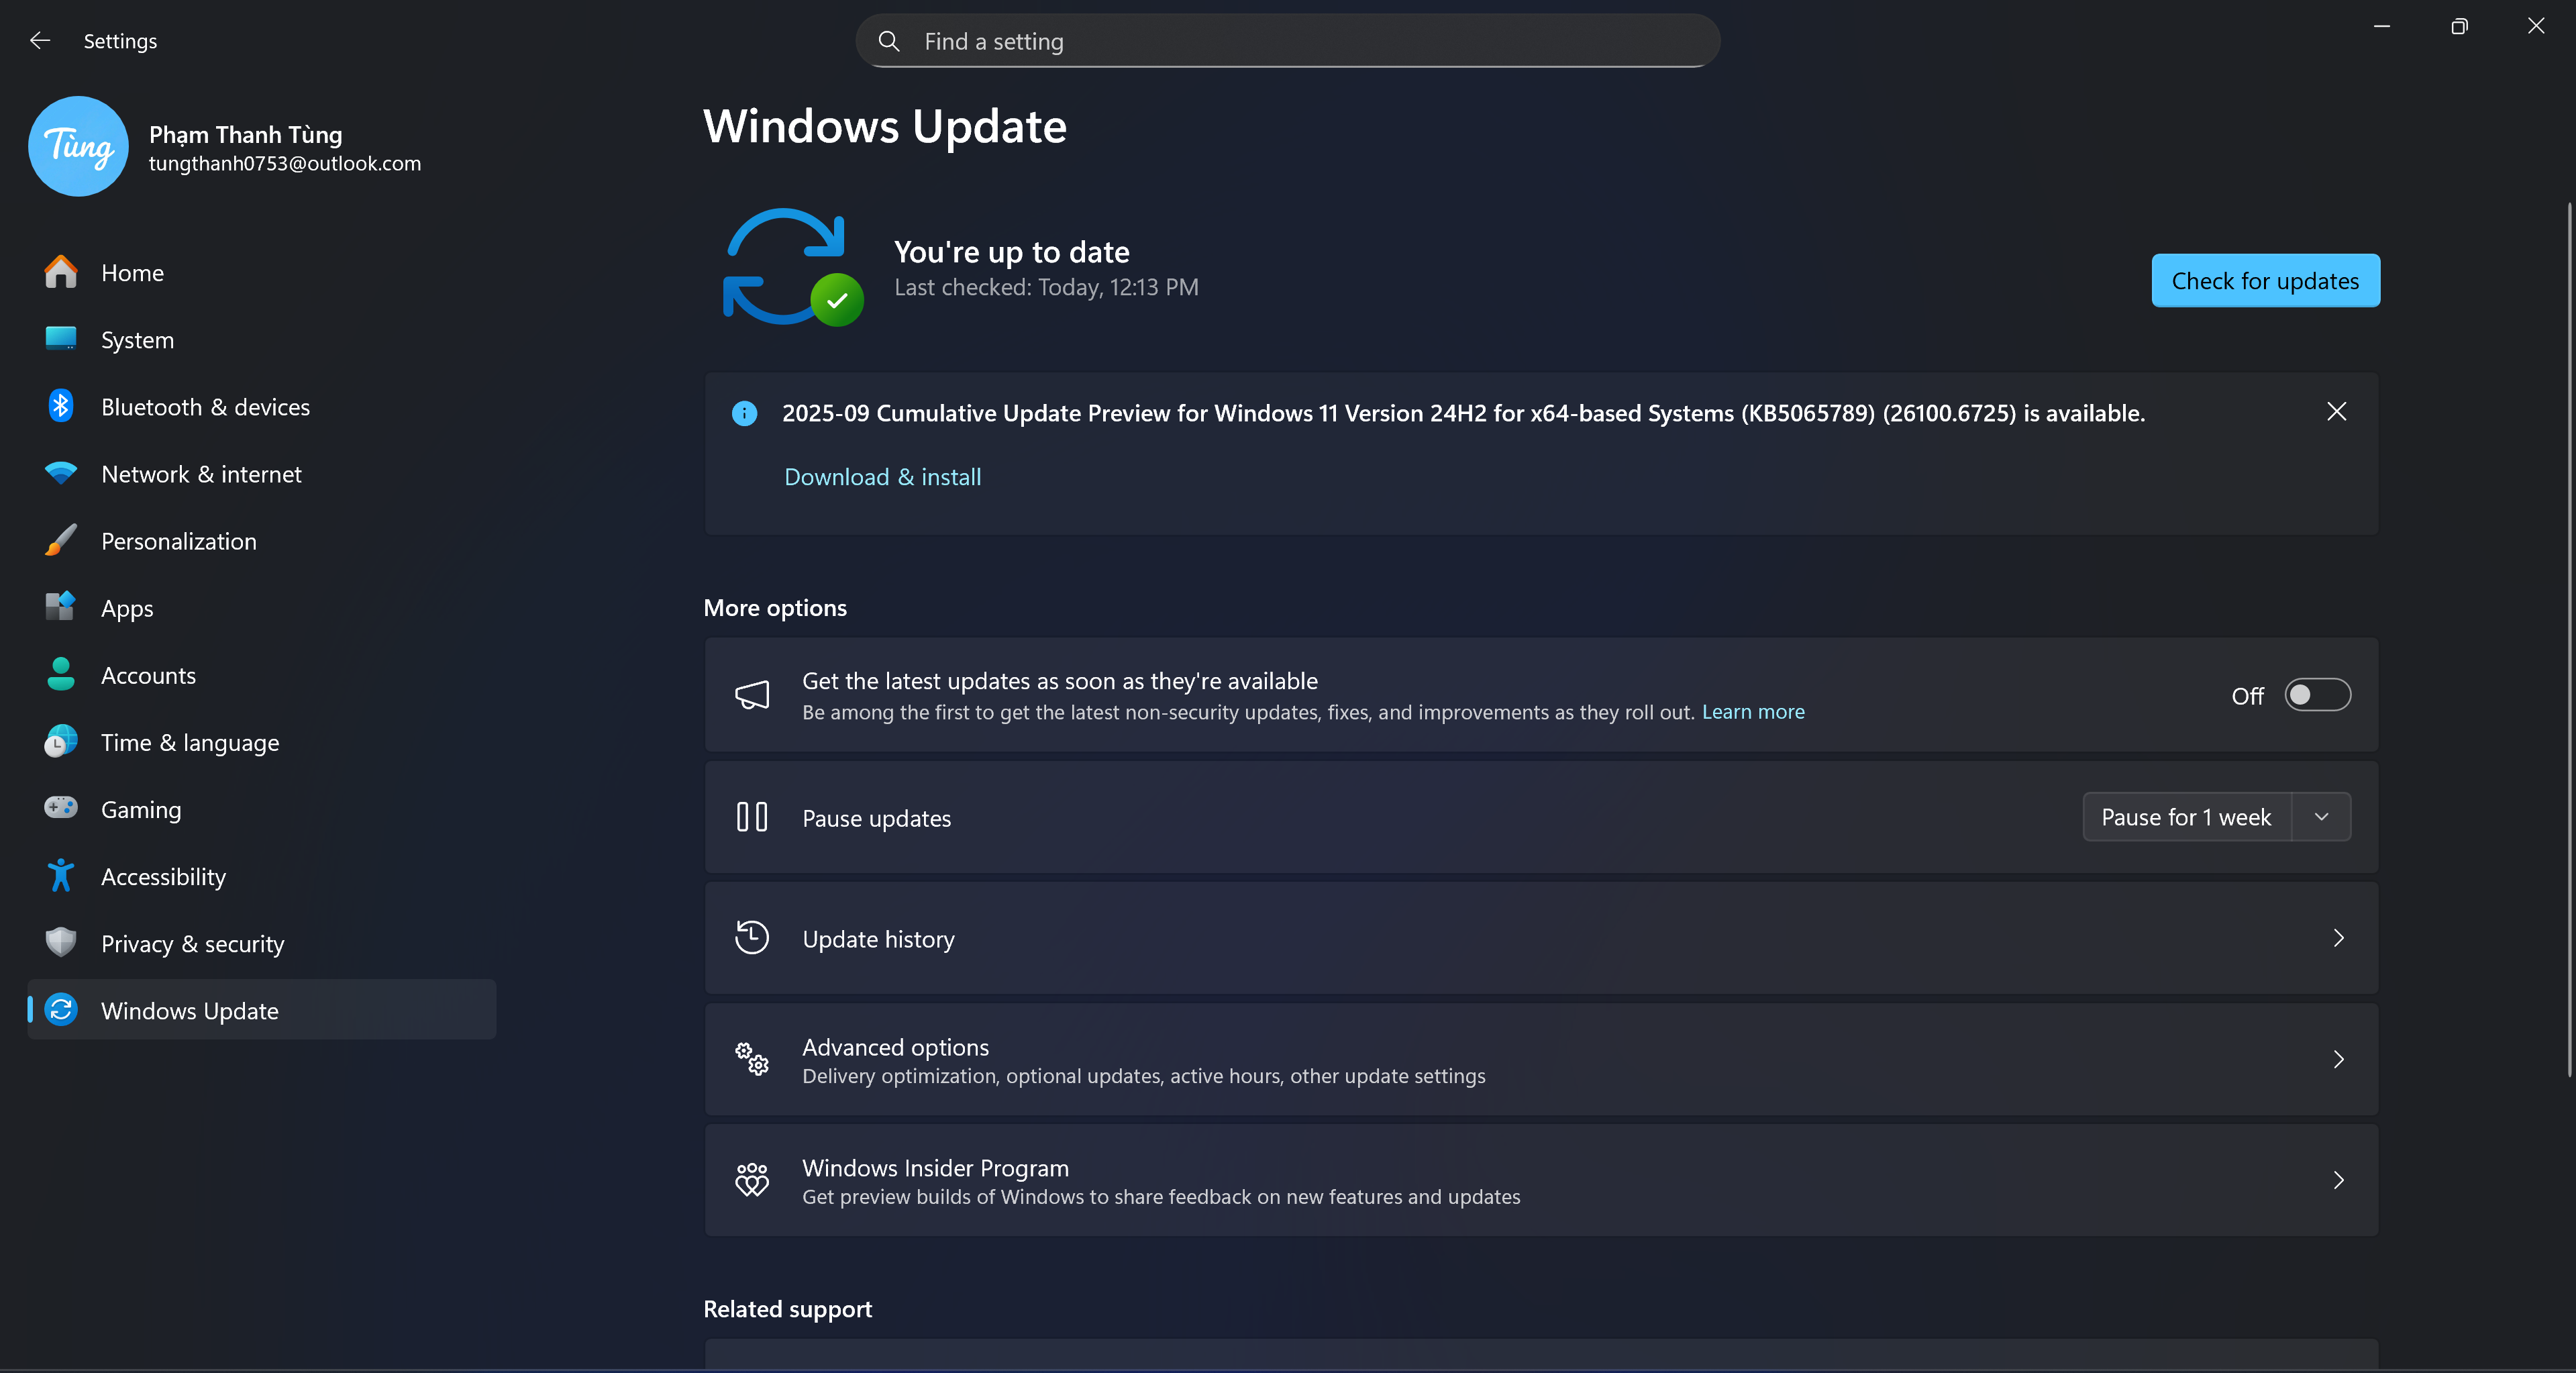 Settings
Find a setting
Tùng
Phạm Thanh Tùng
tungthanh0753@outlook.com
Home
System
Bluetooth & devices
Network & internet
Personalization
Apps
Accounts
Time & language
Gaming
Accessibility
Privacy & security
Windows Update
Windows Update
You're up to date
Last checked: Today, 12:13 PM
Check for updates
2025-09 Cumulative Update Preview for Windows 11 Version 24H2 for x64-based Systems (KB5065789) (26100.6725) is available.
Download & install
More options
Get the latest updates as soon as they're available
Be among the first to get the latest non-security updates, fixes, and improvements as they roll out. Learn more
Off
Pause updates
Pause for 1 week
Update history
Advanced options
Delivery optimization, optional updates, active hours, other update settings
Windows Insider Program
Get preview builds of Windows to share feedback on new features and updates
Related support